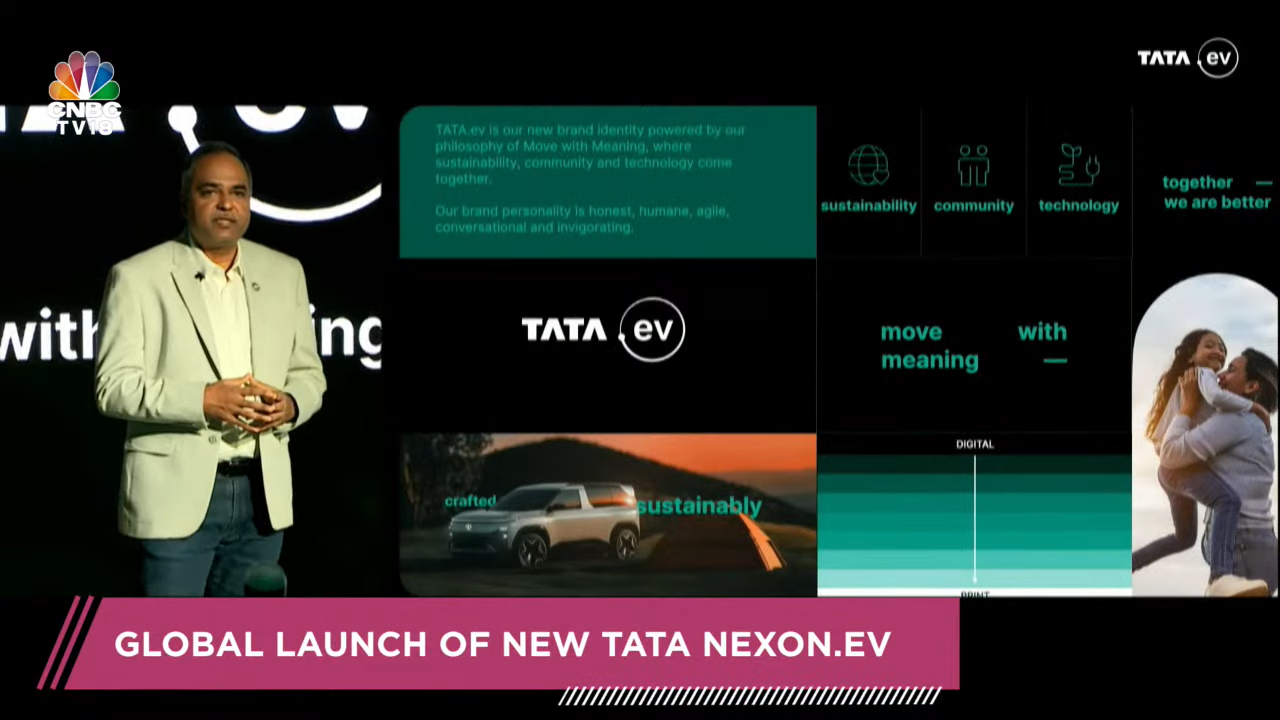 CNBC
TV18
TATA .ev
TATA.ev is our new brand identity powered by our
philosophy of Move with Meaning, where
sustainability, community and technology come
together.
Our brand personality is honest, humane, agile,
conversational and invigorating.
sustainability
community
technology
together —
we are better
with
ing
TATA .ev
move with
meaning —
DIGITAL
crafted
sustainably
PRINT
GLOBAL LAUNCH OF NEW TATA NEXON.EV